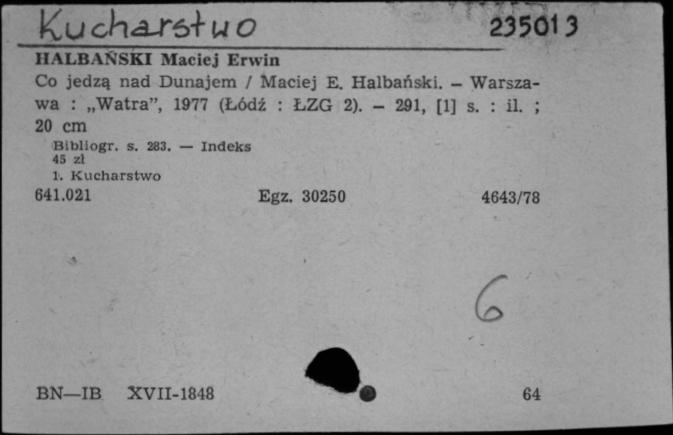 Kucharstwo 235013
HALBAŃSKI Maciej Erwin
Co jedzą nad Dunajem / Maciej E. Halbański. — Warsza-
wa : „Watra”, 1977 (Łódź : ŁZG 2). — 291, [1] s. : il. ;
20 cm
Bibliogr. s. 283. — Indeks
45 zł
1. Kucharstwo
641.021 Egz. 30250 4643/78
6
BN—IB XVII-1848 64